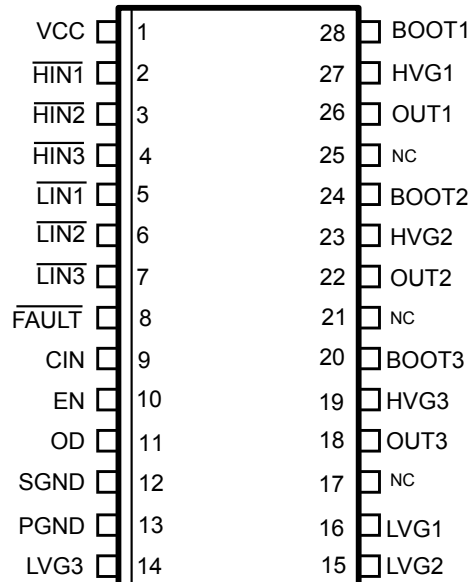 VCC 1 28 BOOT1
HIN1 2 27 HVG1
HIN2 3 26 OUT1
HIN3 4 25 NC
LIN1 5 24 BOOT2
LIN2 6 23 HVG2
LIN3 7 22 OUT2
FAULT 8 21 NC
CIN 9 20 BOOT3
EN 10 19 HVG3
OD 11 18 OUT3
SGND 12 17 NC
PGND 13 16 LVG1
LVG3 14 15 LVG2